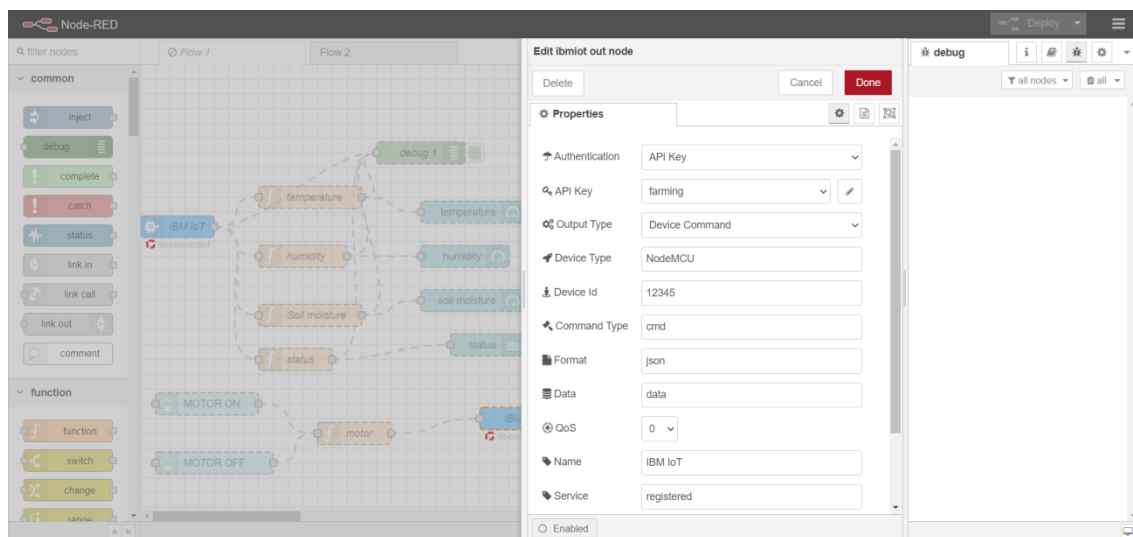 Node-RED
Deploy
filter nodes
Flow 1
Flow 2
Edit ibmiot out node
debug
i
Delete
Cancel
Done
all nodes
all
common
Properties
inject
debug
complete
catch
status
link in
link call
link out
comment
function
function
switch
change
range
debug 1
temperature
temperature
IBM IoT
disconnected
humidity
humidity
Soil moisture
soil moisture
status
status
abc
MOTOR ON
motor
MOTOR OFF
Authentication
API Key
API Key
farming
Output Type
Device Command
Device Type
NodeMCU
Device Id
12345
Command Type
cmd
Format
json
Data
data
QoS
0
Name
IBM IoT
Service
registered
Enabled